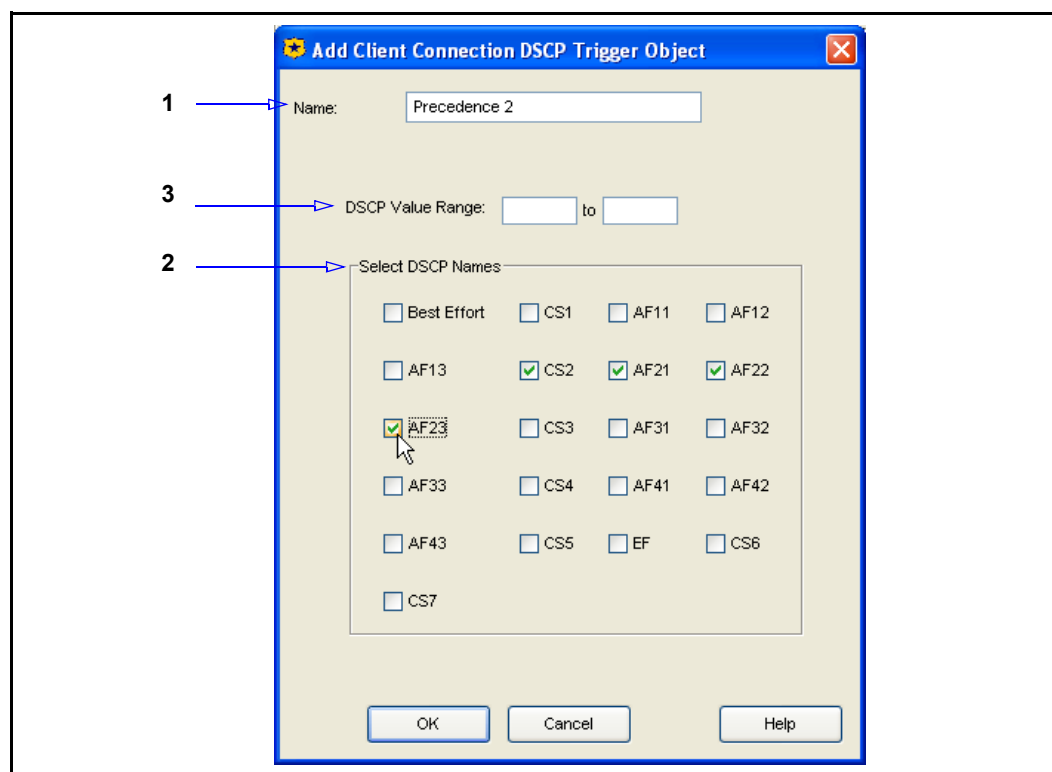 Add Client Connection DSCP Trigger Object
1 Name: Precedence 2
3 DSCP Value Range: to
2 Select DSCP Names
Best Effort CS1 AF11 AF12
AF13 CS2 AF21 AF22
AF23 CS3 AF31 AF32
AF33 CS4 AF41 AF42
AF43 CS5 EF CS6
CS7
OK Cancel Help